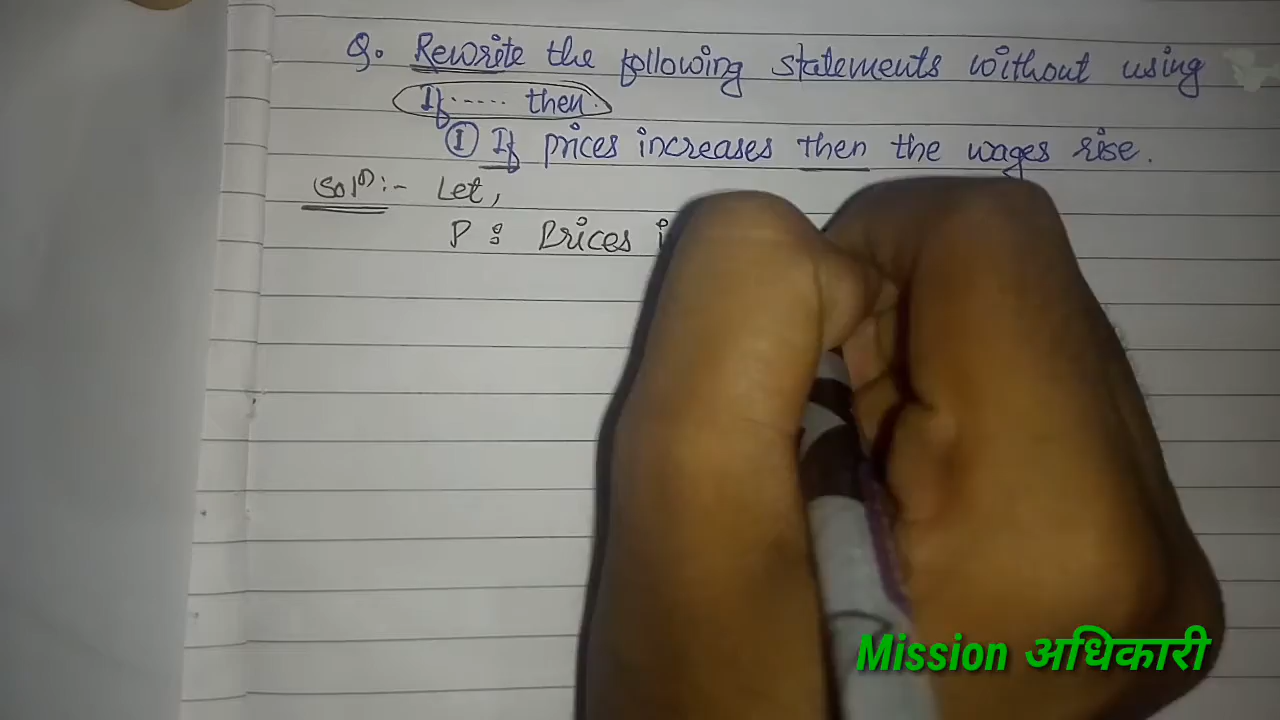 Q. Rewrite the following statements without using
If ..... then.
① If prices increases then the wages rise.
Solⁿ:- Let,
P : Prices
Mission अधिकारी